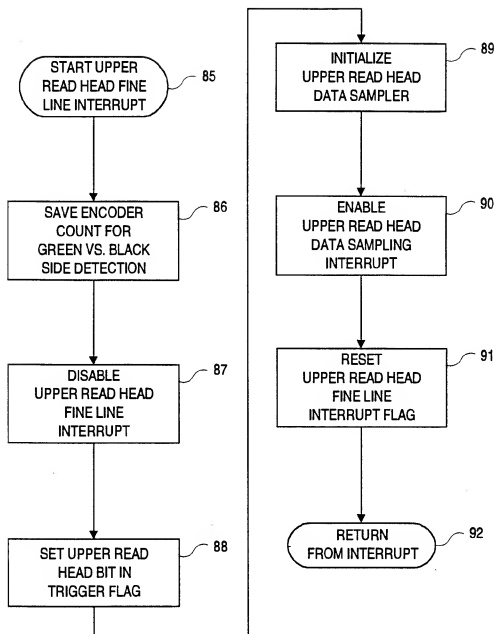 START UPPER
READ HEAD FINE
LINE INTERRUPT
85
SAVE ENCODER
COUNT FOR
GREEN VS. BLACK
SIDE DETECTION
86
DISABLE
UPPER READ HEAD
FINE LINE
INTERRUPT
87
SET UPPER READ
HEAD BIT IN
TRIGGER FLAG
88
INITIALIZE
UPPER READ HEAD
DATA SAMPLER
89
ENABLE
UPPER READ HEAD
DATA SAMPLING
INTERRUPT
90
RESET
UPPER READ HEAD
FINE LINE
INTERRUPT FLAG
91
RETURN
FROM INTERRUPT
92